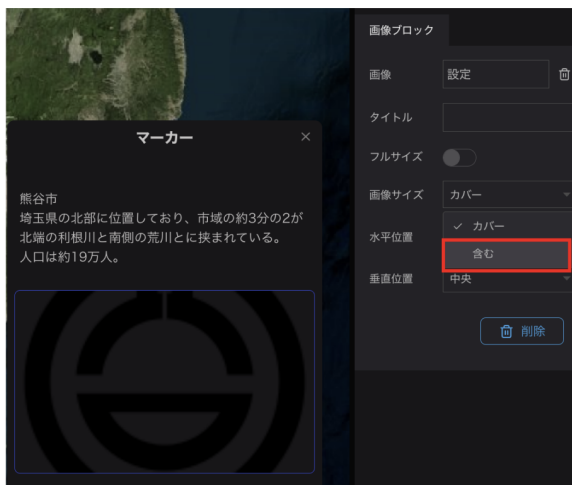 画像ブロック
画像
設定
タイトル
フルサイズ
画像サイズ
カバー
カバー
含む
水平位置
垂直位置
中央
削除
マーカー
熊谷市
埼玉県の北部に位置しており、市域の約3分の2が
北端の利根川と南側の荒川とに挟まれている。
人口は約19万人。